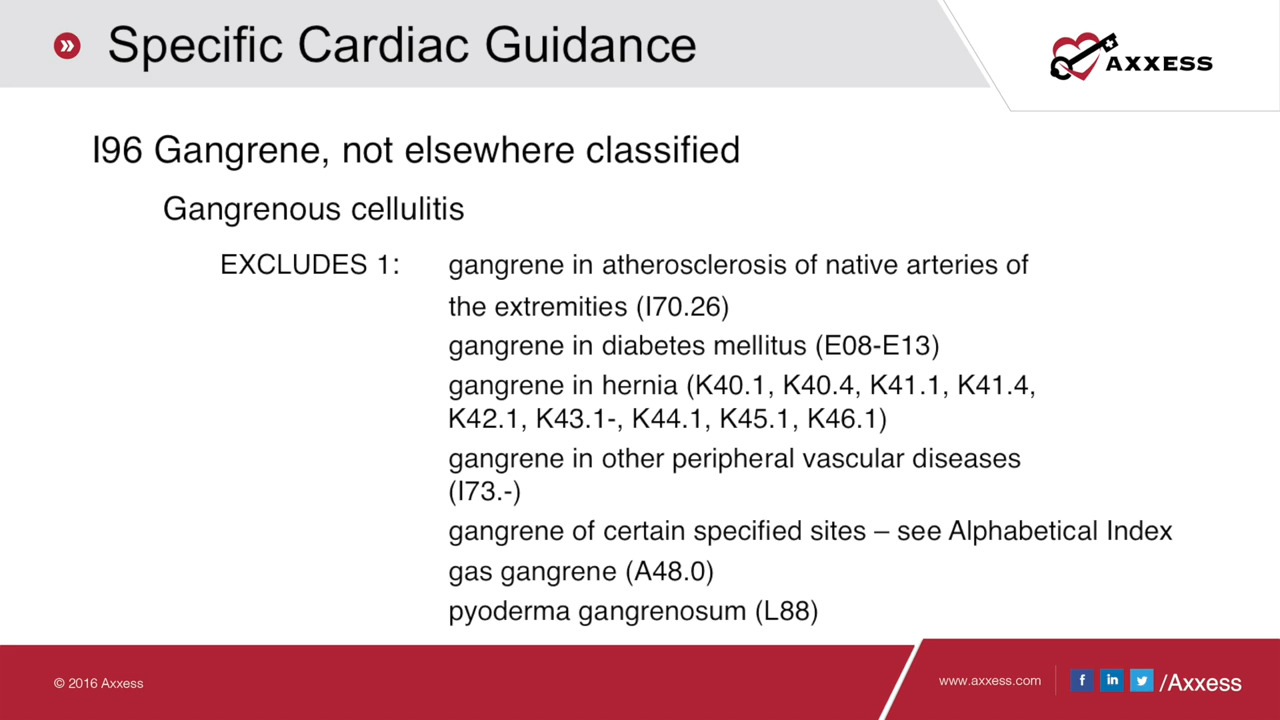 Specific Cardiac Guidance
AXXESS
I96 Gangrene, not elsewhere classified
Gangrenous cellulitis
EXCLUDES 1: gangrene in atherosclerosis of native arteries of
the extremities (I70.26)
gangrene in diabetes mellitus (E08-E13)
gangrene in hernia (K40.1, K40.4, K41.1, K41.4,
K42.1, K43.1-, K44.1, K45.1, K46.1)
gangrene in other peripheral vascular diseases
(I73.-)
gangrene of certain specified sites – see Alphabetical Index
gas gangrene (A48.0)
pyoderma gangrenosum (L88)
© 2016 Axxess
www.axxess.com f in /Axxess